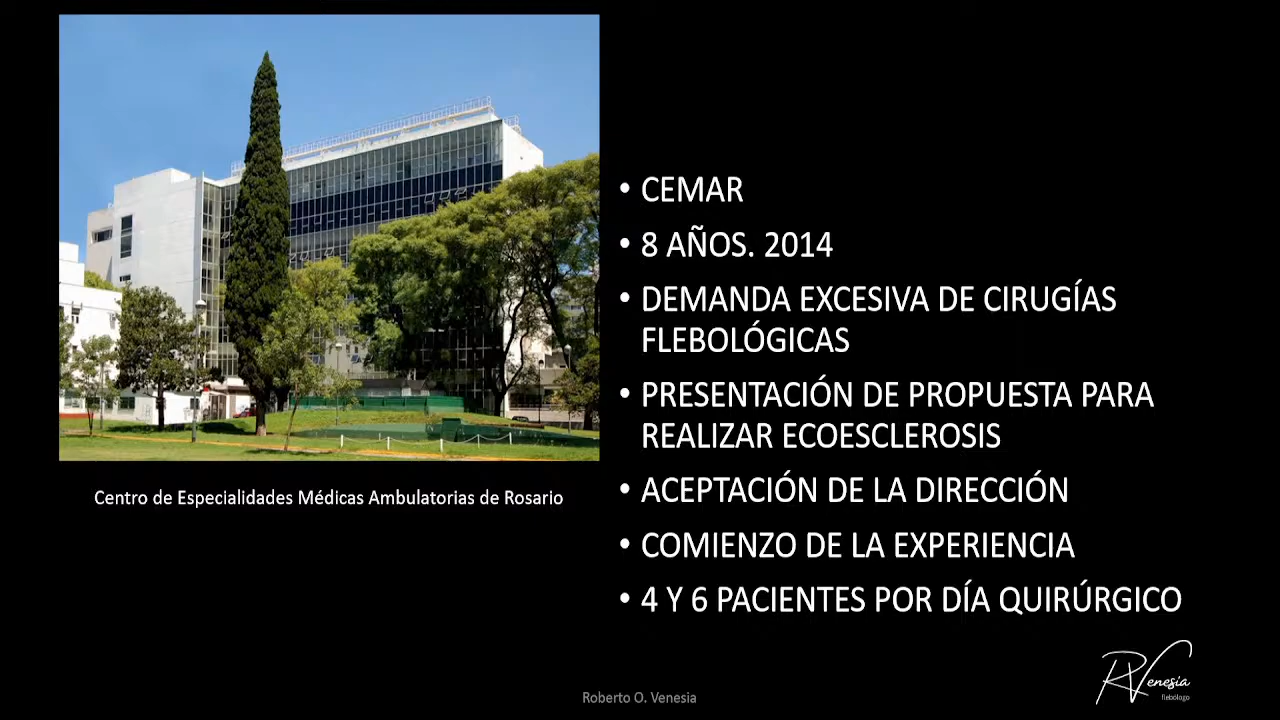 • CEMAR
• 8 AÑOS. 2014
• DEMANDA EXCESIVA DE CIRUGÍAS
FLEBOLÓGICAS
• PRESENTACIÓN DE PROPUESTA PARA
REALIZAR ECOESCLEROSIS
• ACEPTACIÓN DE LA DIRECCIÓN
• COMIENZO DE LA EXPERIENCIA
• 4 Y 6 PACIENTES POR DÍA QUIRÚRGICO
Centro de Especialidades Médicas Ambulatorias de Rosario
Roberto O. Venesia
RVenesia
flebólogo